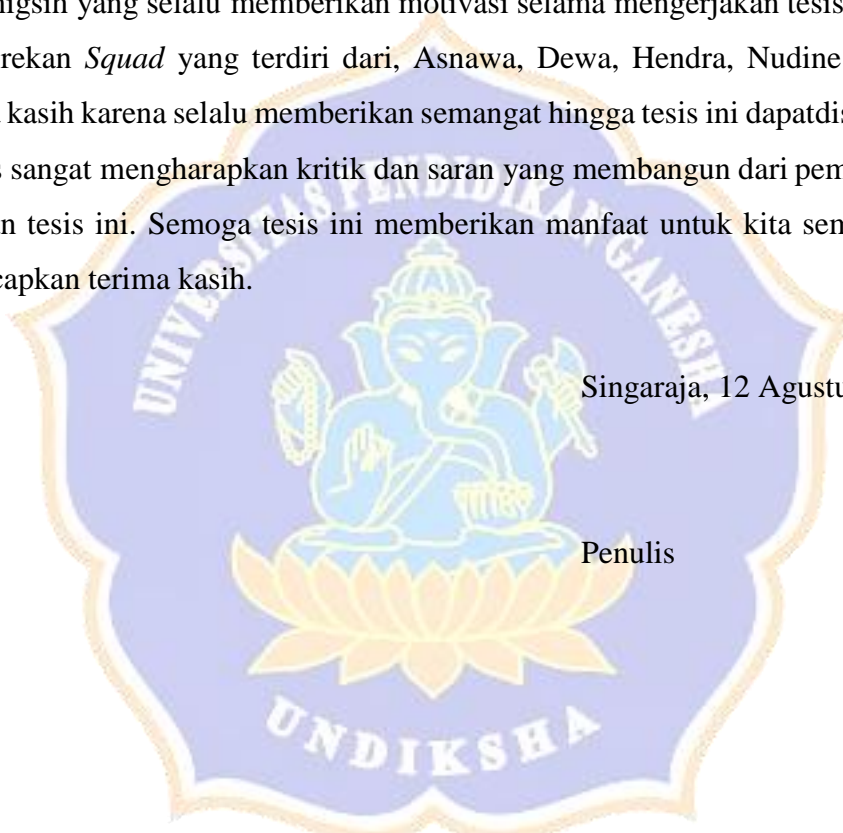 nigsih yang selalu memberikan motivasi selama mengerjakan tesis
rekan Squad yang terdiri dari, Asnawa, Dewa, Hendra, Nudine
kasih karena selalu memberikan semangat hingga tesis ini dapatdis
s sangat mengharapkan kritik dan saran yang membangun dari pem
n tesis ini. Semoga tesis ini memberikan manfaat untuk kita sem
capkan terima kasih.
UNIVERSITAS PENDIDIKAN GANESHA
Singaraja, 12 Agustu
Penulis
UNDIKSHA